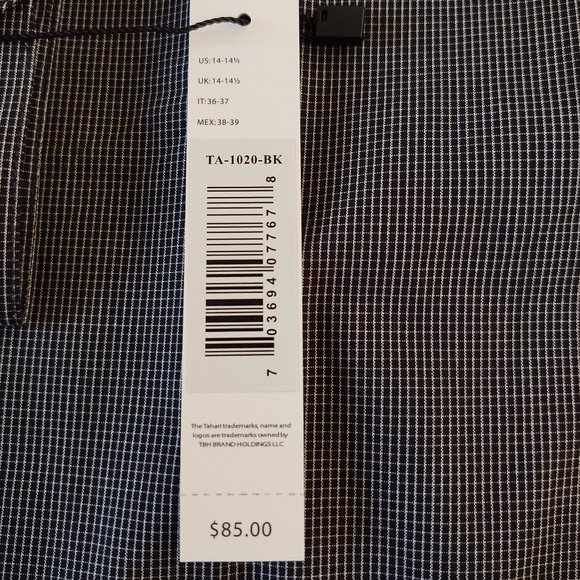 US: 14-14½
UK: 14-14½
IT: 36-37
MEX: 38-39
TA-1020-BK
7 03694 07767 8
The Tahari trademarks, name and
logos are trademarks owned by
TBH BRAND HOLDINGS LLC
$85.00